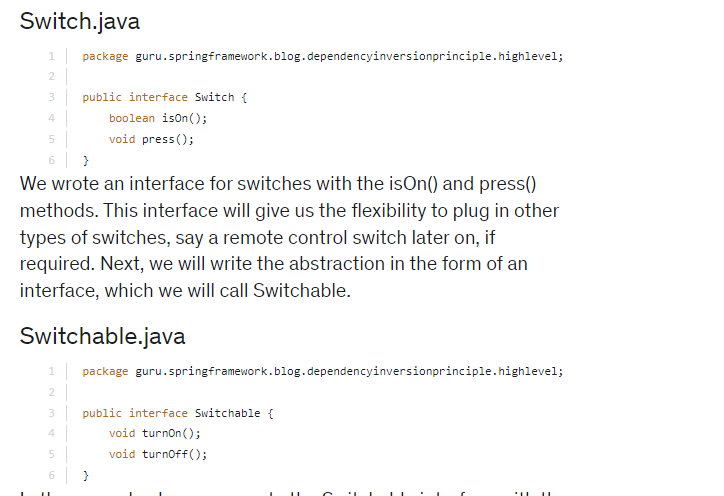 Switch.java
1 package guru.springframework.blog.dependencyinversionprinciple.highlevel;
2
3 public interface Switch {
4 boolean isOn();
5 void press();
6 }
We wrote an interface for switches with the isOn() and press()
methods. This interface will give us the flexibility to plug in other
types of switches, say a remote control switch later on, if
required. Next, we will write the abstraction in the form of an
interface, which we will call Switchable.
Switchable.java
1 package guru.springframework.blog.dependencyinversionprinciple.highlevel;
2
3 public interface Switchable {
4 void turnOn();
5 void turnOff();
6 }